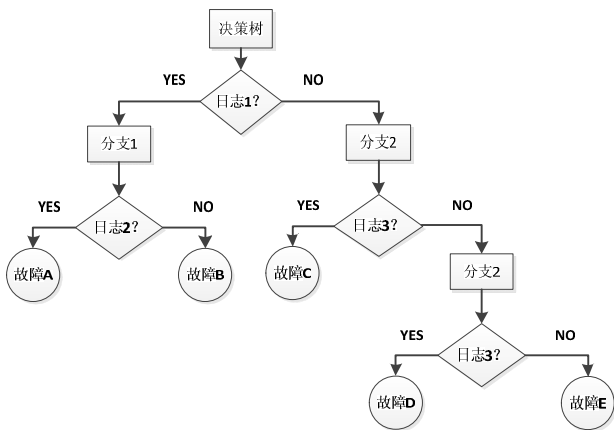 决策树
YES
NO
日志1?
分支1
分支2
YES
日志2?
NO
YES
日志3?
NO
故障A
故障B
故障C
分支2
YES
日志3?
NO
故障D
故障E